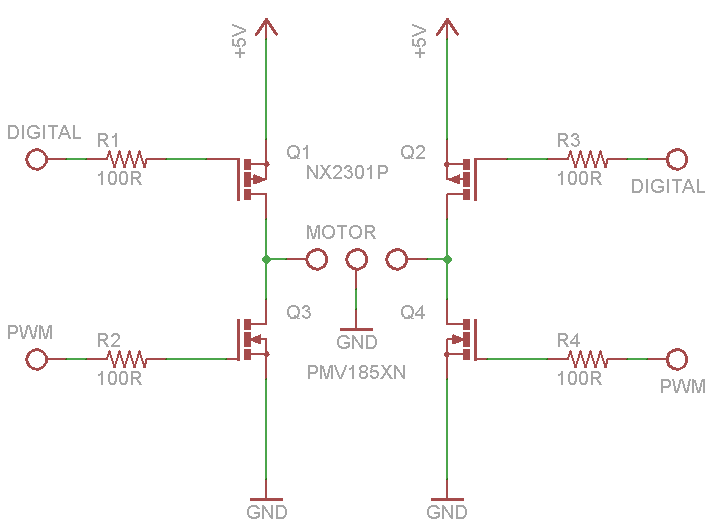 +5V
+5V
DIGITAL
R1
100R
Q1
NX2301P
Q2
R3
100R
DIGITAL
MOTOR
GND
PWM
R2
100R
Q3
PMV185XN
Q4
R4
100R
PWM
GND
GND